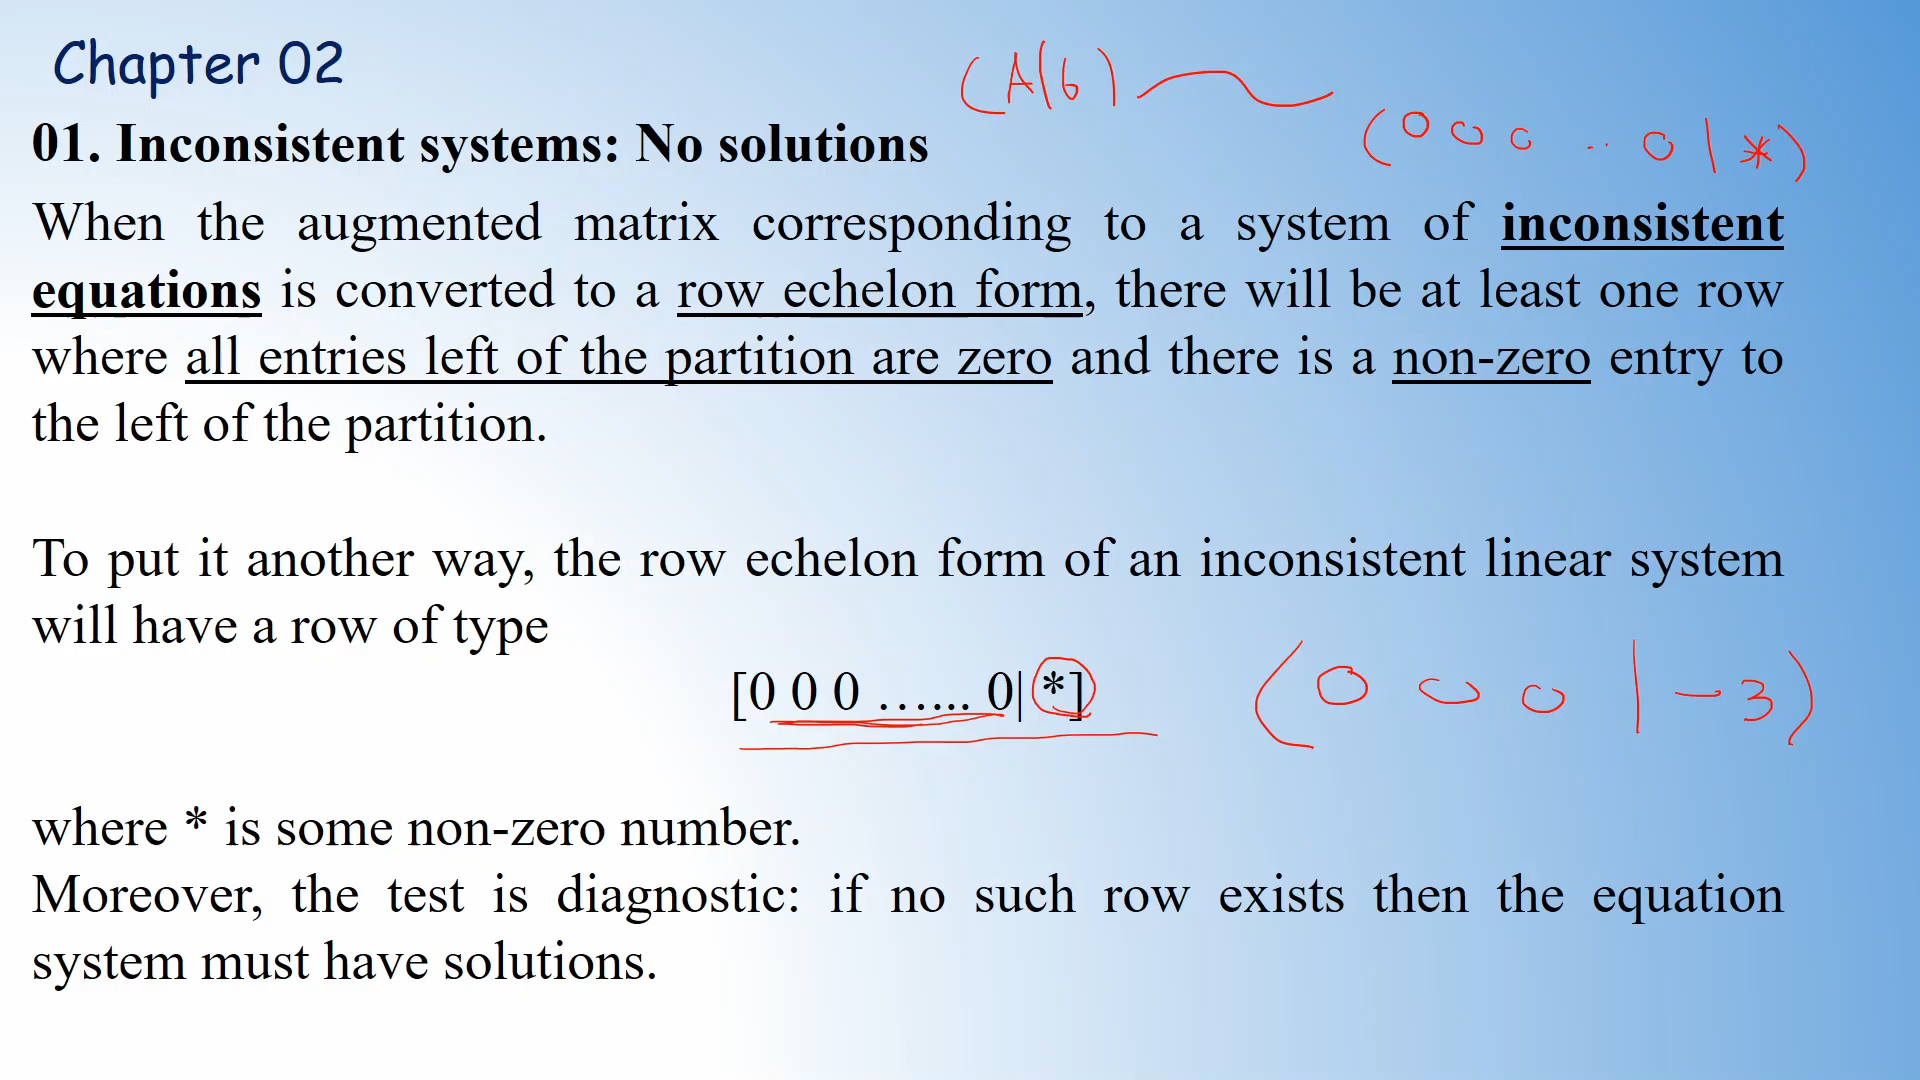 Chapter 02
(A|b)
(0 0 0 .. 0 | *)
01. Inconsistent systems: No solutions
When the augmented matrix corresponding to a system of inconsistent
equations is converted to a row echelon form, there will be at least one row
where all entries left of the partition are zero and there is a non-zero entry to
the left of the partition.
To put it another way, the row echelon form of an inconsistent linear system
will have a row of type
[0 0 0 …... 0| *]
(0 0 0 | -3)
where * is some non-zero number.
Moreover, the test is diagnostic: if no such row exists then the equation
system must have solutions.